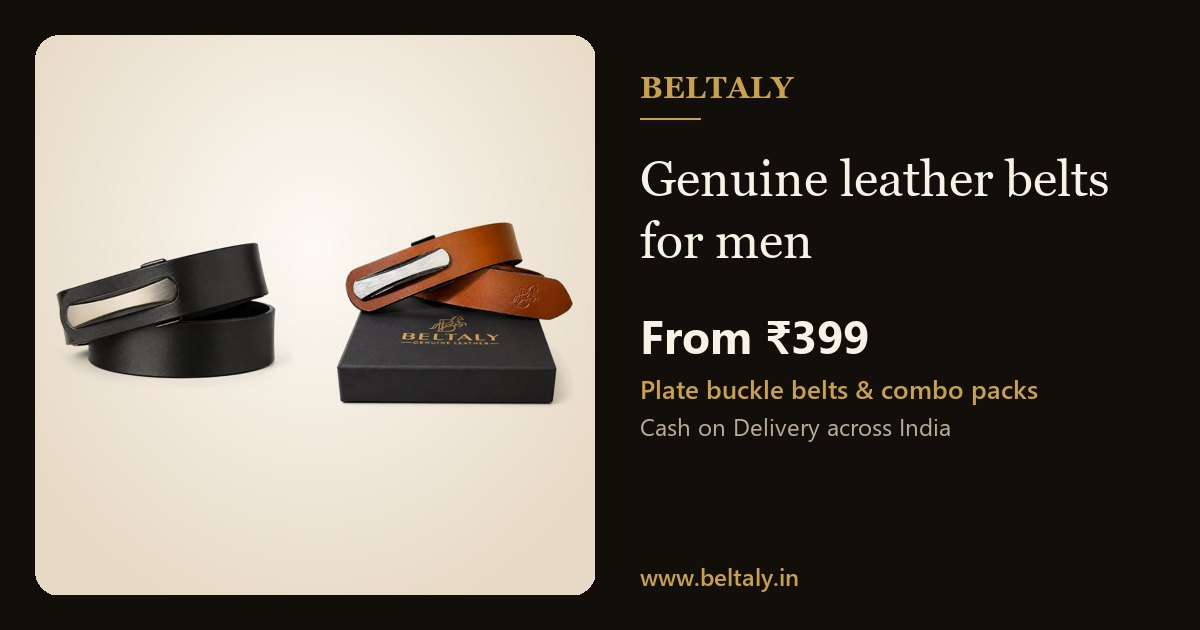 BELTALY
GENUINE LEATHER
BELTALY
Genuine leather belts
for men
From ₹399
Plate buckle belts & combo packs
Cash on Delivery across India
www.beltaly.in